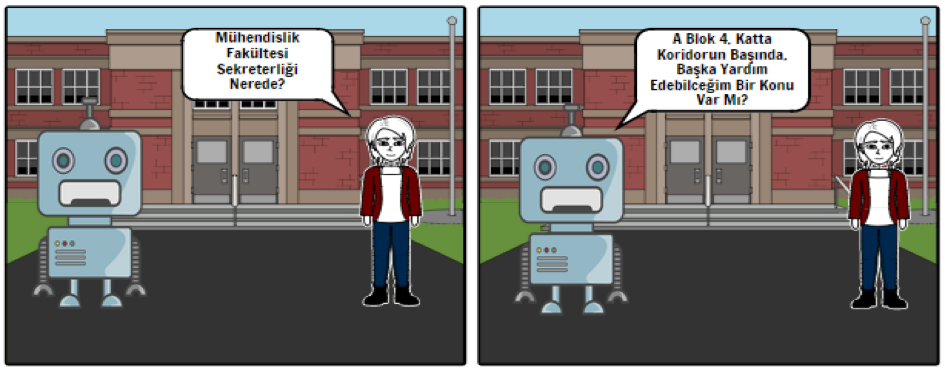 Mühendislik
Fakültesi
Sekreterliği
Nerede?
A Blok 4. Katta
Koridorun Başında,
Başka Yardım
Edebilceğim Bir Konu
Var Mı?